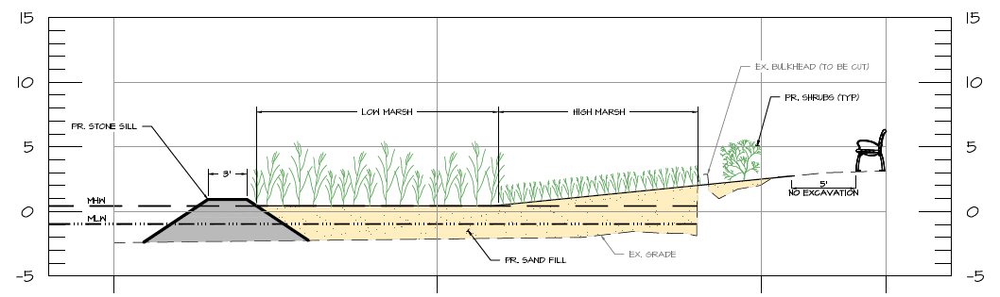 15 15
EX. BULKHEAD (TO BE CUT)
10 10
PR. SHRUBS (TYP)
LOW MARSH HIGH MARSH
PR. STONE SILL
5 5
3'
5'
NO EXCAVATION
MHW
0 0
MLW
EX. GRADE
PR. SAND FILL
-5 -5